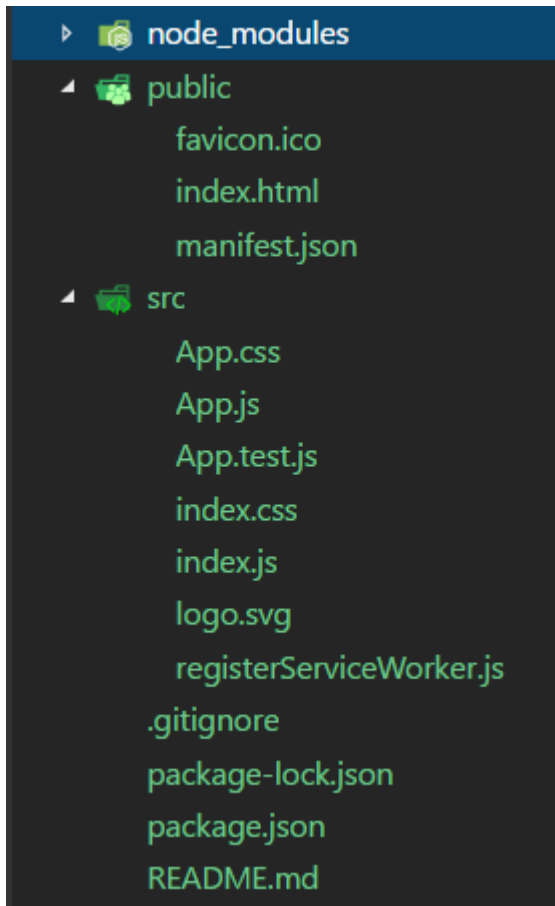 node_modules
public
favicon.ico
index.html
manifest.json
src
App.css
App.js
App.test.js
index.css
index.js
logo.svg
registerServiceWorker.js
.gitignore
package-lock.json
package.json
README.md